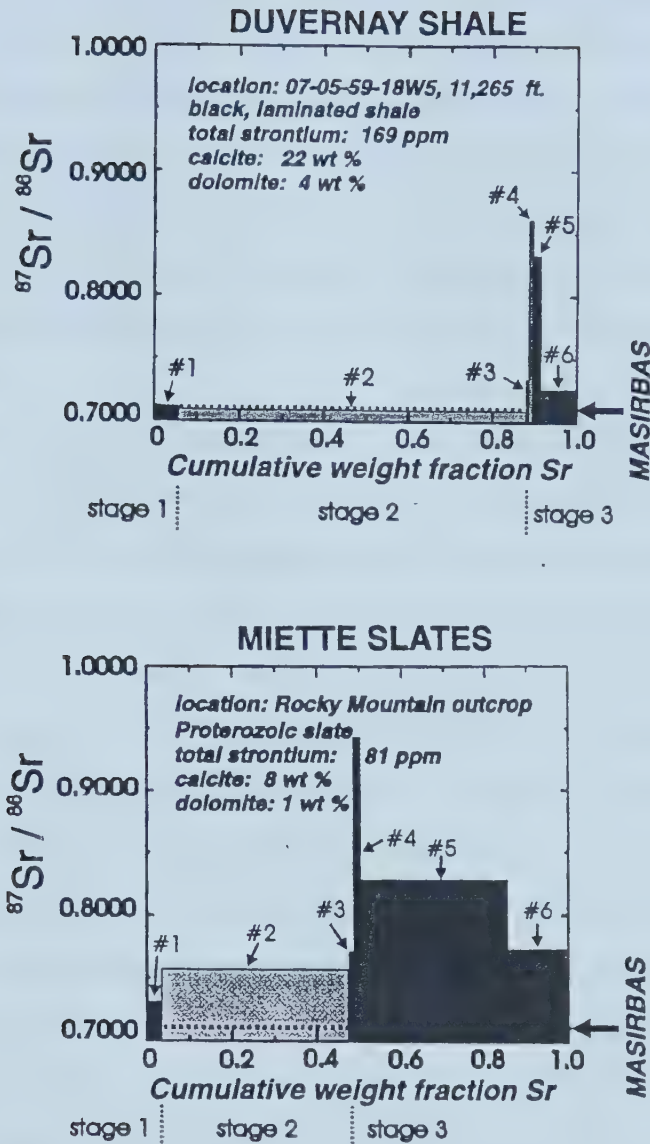 DUVERNAY SHALE
1.0000
location: 07-05-59-18W5, 11,265 ft.
black, laminated shale
total strontium: 169 ppm
calcite: 22 wt %
dolomite: 4 wt %
0.9000
0.8000
0.7000
87Sr / 86Sr
#1
#2
#3
#4
#5
#6
MASIRBAS
0 0.2 0.4 0.6 0.8 1.0
Cumulative weight fraction Sr
stage 1 stage 2 stage 3
MIETTE SLATES
1.0000
location: Rocky Mountain outcrop
Proterozoic slate
total strontium: 81 ppm
calcite: 8 wt %
dolomite: 1 wt %
0.9000
0.8000
0.7000
87Sr / 86Sr
#1
#2
#3
#4
#5
#6
MASIRBAS
0 0.2 0.4 0.6 0.8 1.0
Cumulative weight fraction Sr
stage 1 stage 2 stage 3